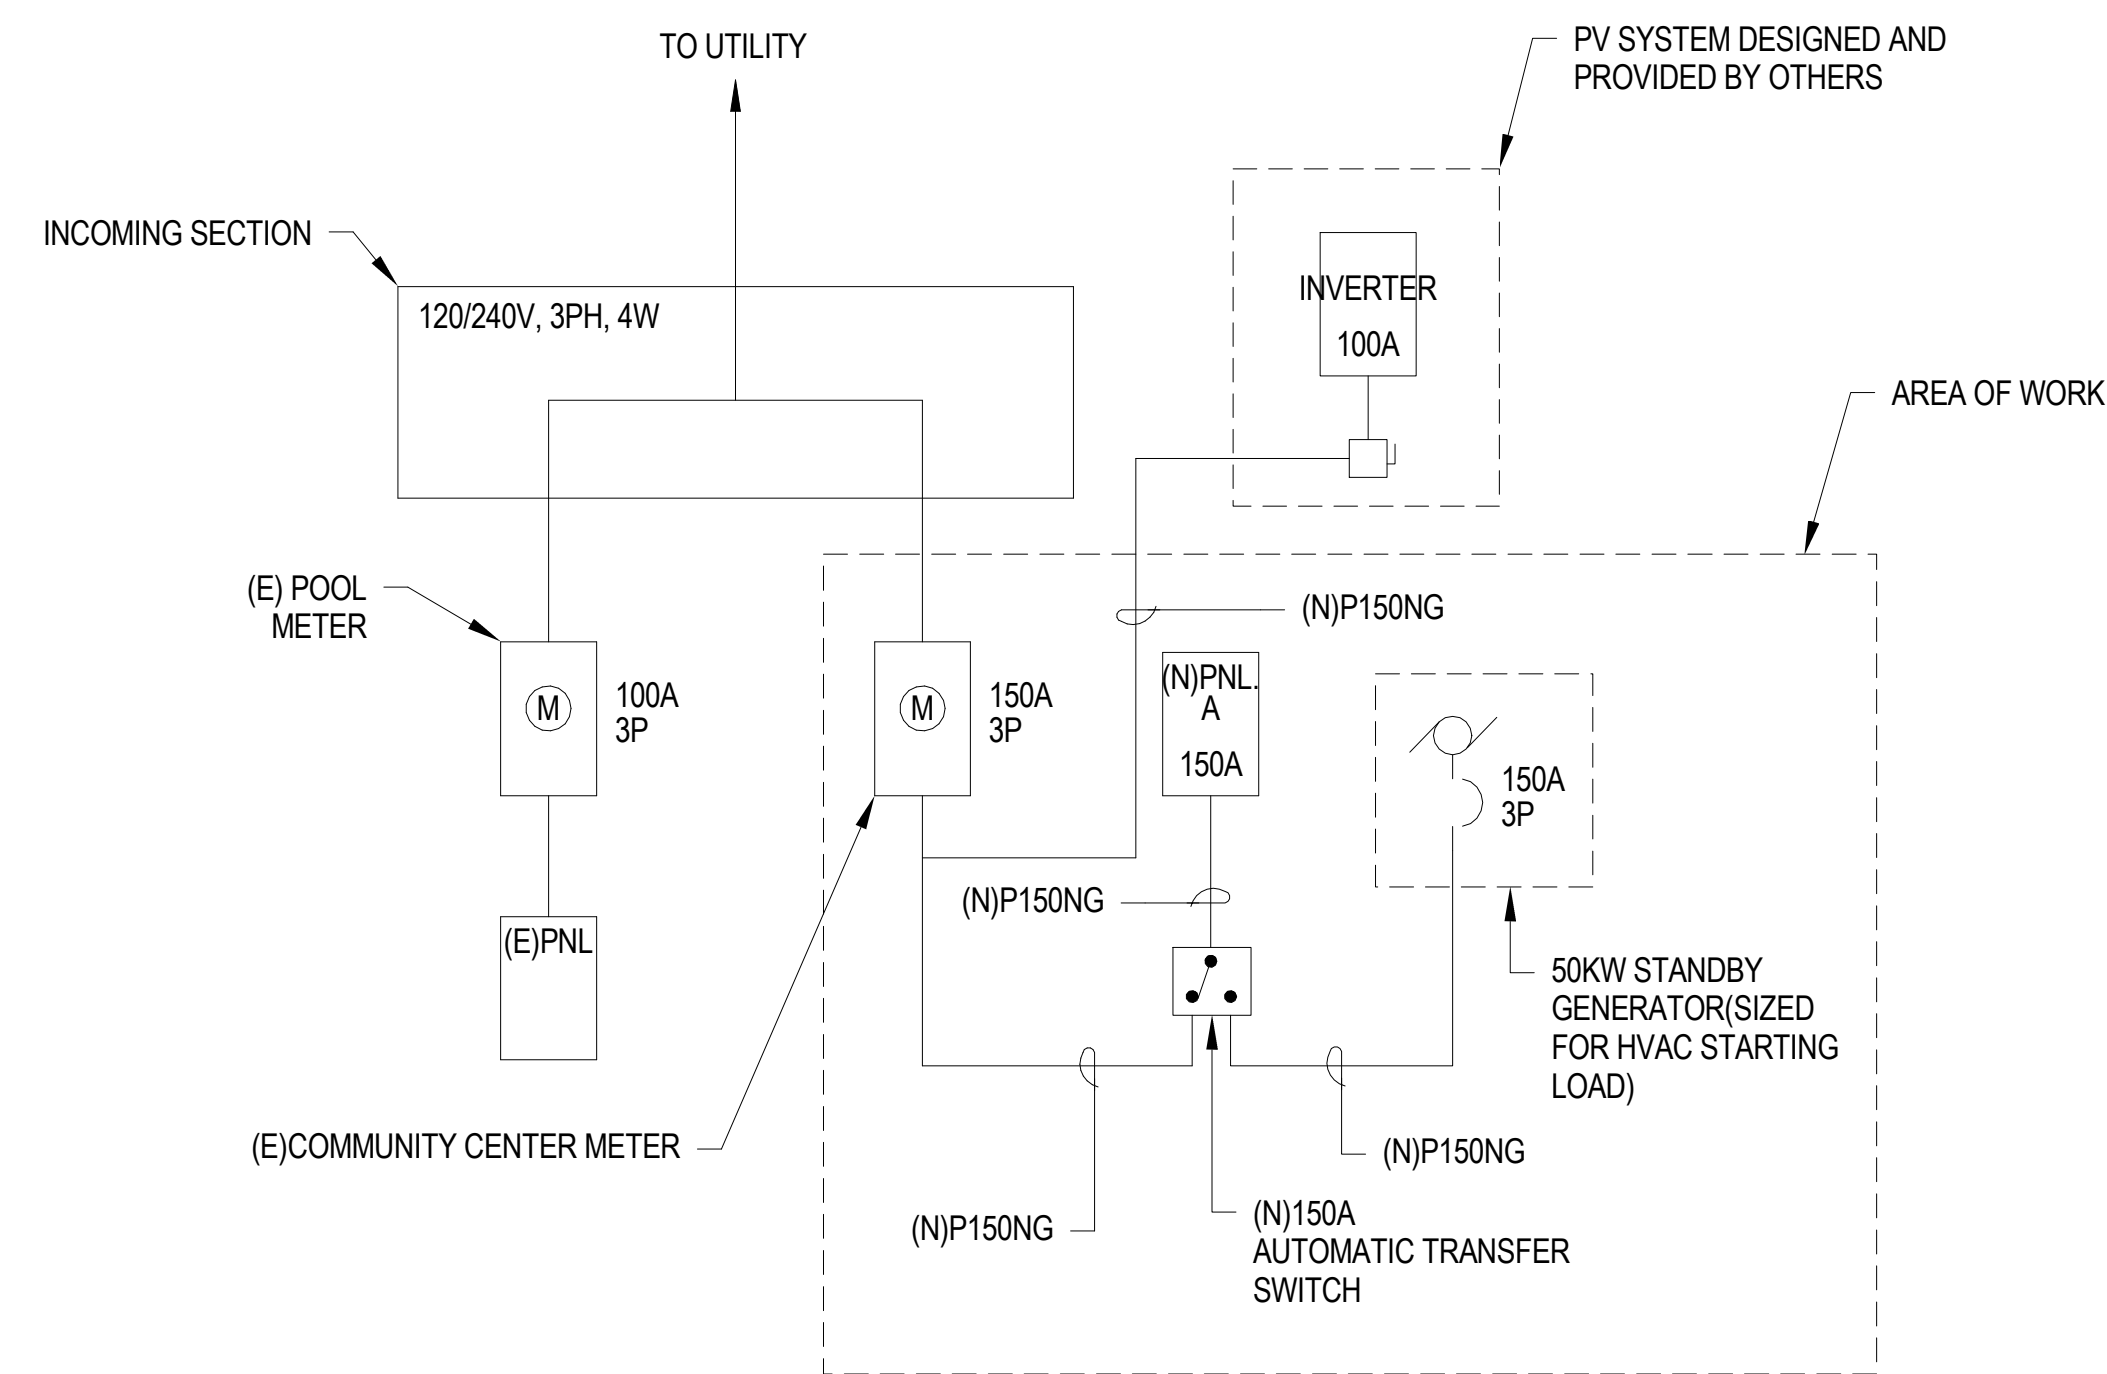 TO UTILITY
PV SYSTEM DESIGNED AND
PROVIDED BY OTHERS
INCOMING SECTION
120/240V, 3PH, 4W
INVERTER
100A
AREA OF WORK
(E) POOL
METER
(N)P150NG
M
100A
3P
M
150A
3P
(N)PNL.
A
150A
150A
3P
(N)P150NG
(E)PNL
50KW STANDBY
GENERATOR(SIZED
FOR HVAC STARTING
LOAD)
(E)COMMUNITY CENTER METER
(N)P150NG
(N)P150NG
(N)150A
AUTOMATIC TRANSFER
SWITCH